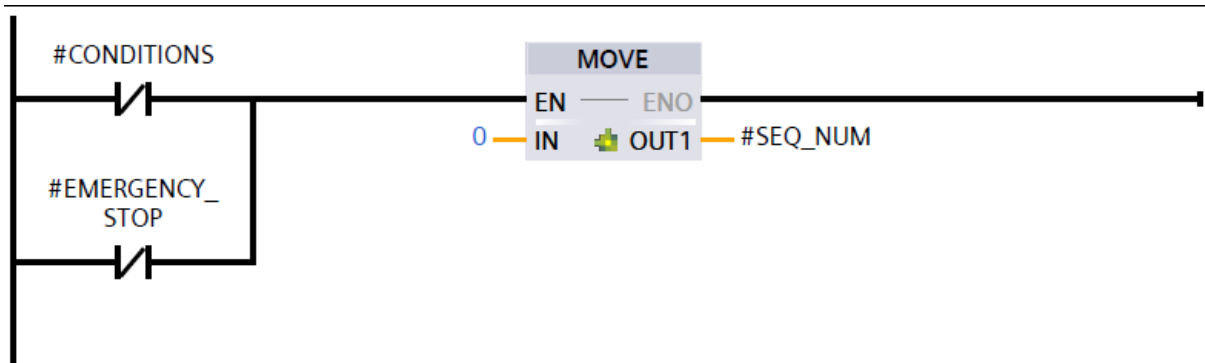 #CONDITIONS
MOVE
EN ENO
0 IN OUT1 #SEQ_NUM
#EMERGENCY_
STOP